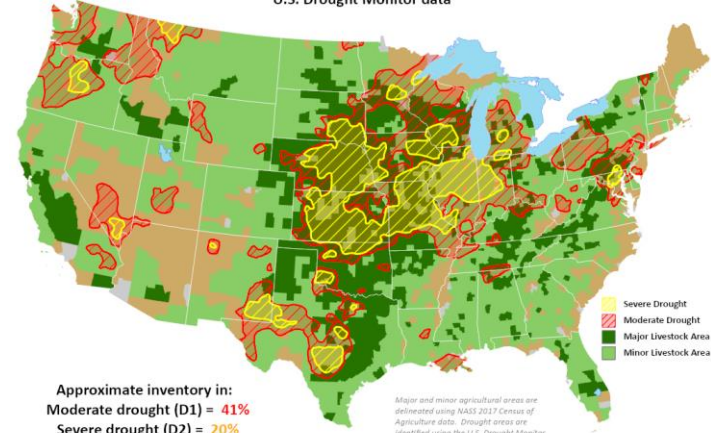 U.S. Drought Monitor data
Severe Drought
Moderate Drought
Major Livestock Area
Minor Livestock Area
Approximate inventory in:
Moderate drought (D1) = 41%
Severe drought (D2) = 20%
Major and minor agricultural areas are
delineated using NASS 2017 Census of
Agriculture data. Drought areas are
identified using the U.S. Drought Monitor